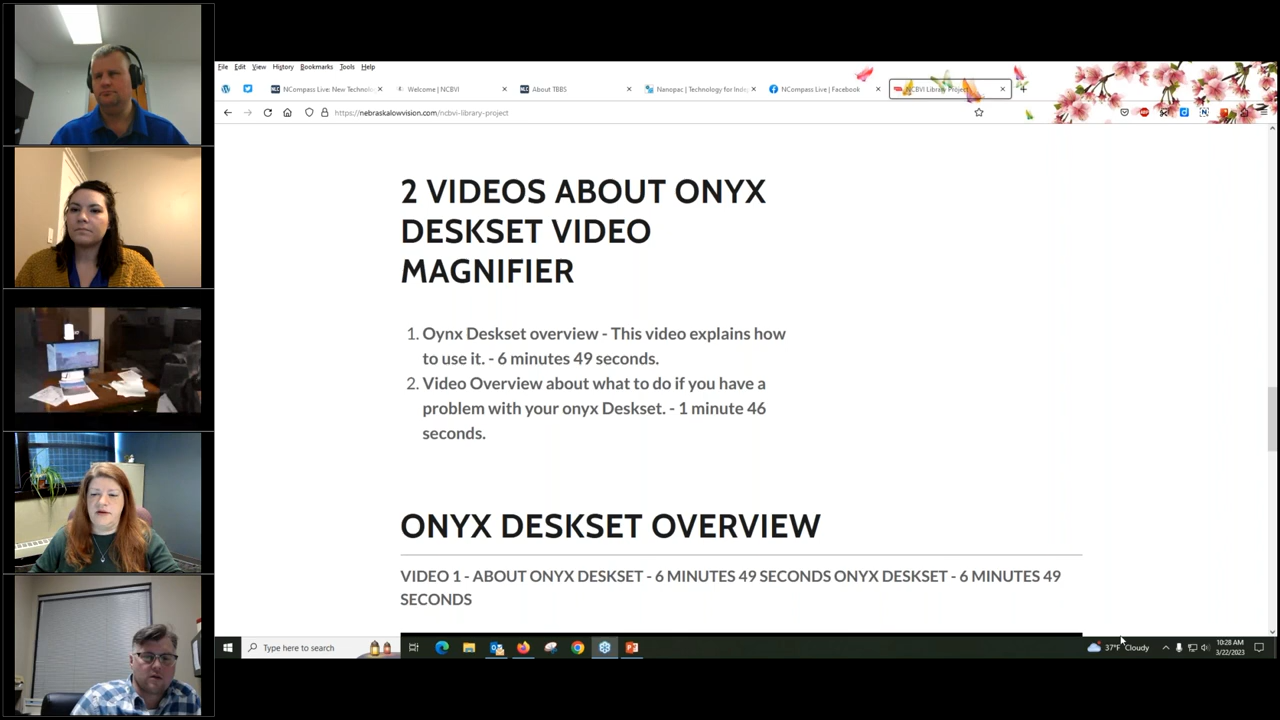 File Edit View History Bookmarks Tools Help
NCompass Live: New Technolo
Welcome | NCBVI
About TBBS
Nanopac | Technology for Inde
NCompass Live | Facebook
NCBVI Library Project
https://nebraskalowvision.com/ncbvi-library-project
2 VIDEOS ABOUT ONYX
DESKSET VIDEO
MAGNIFIER
1. Oynx Deskset overview - This video explains how
to use it. - 6 minutes 49 seconds.
2. Video Overview about what to do if you have a
problem with your onyx Deskset. - 1 minute 46
seconds.
ONYX DESKSET OVERVIEW
VIDEO 1 - ABOUT ONYX DESKSET - 6 MINUTES 49 SECONDS ONYX DESKSET - 6 MINUTES 49
SECONDS
Type here to search
37°F Cloudy
10:28 AM
3/22/2023